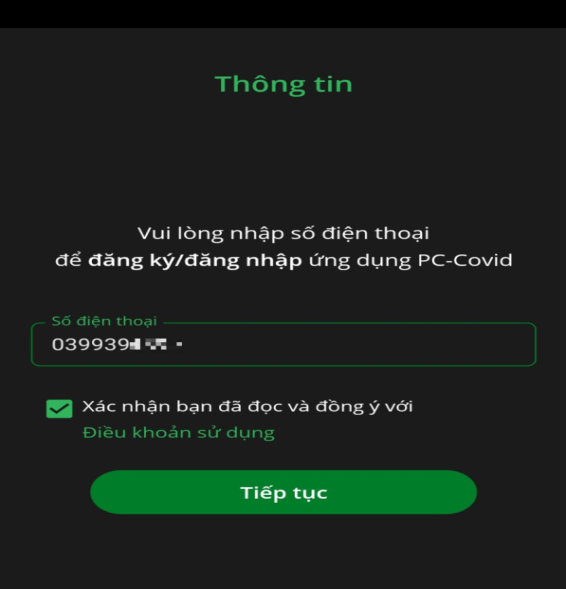 Thông tin
Vui lòng nhập số điện thoại
để đăng ký/đăng nhập ứng dụng PC-Covid
Số điện thoại
039939
Xác nhận bạn đã đọc và đồng ý với
Điều khoản sử dụng
Tiếp tục